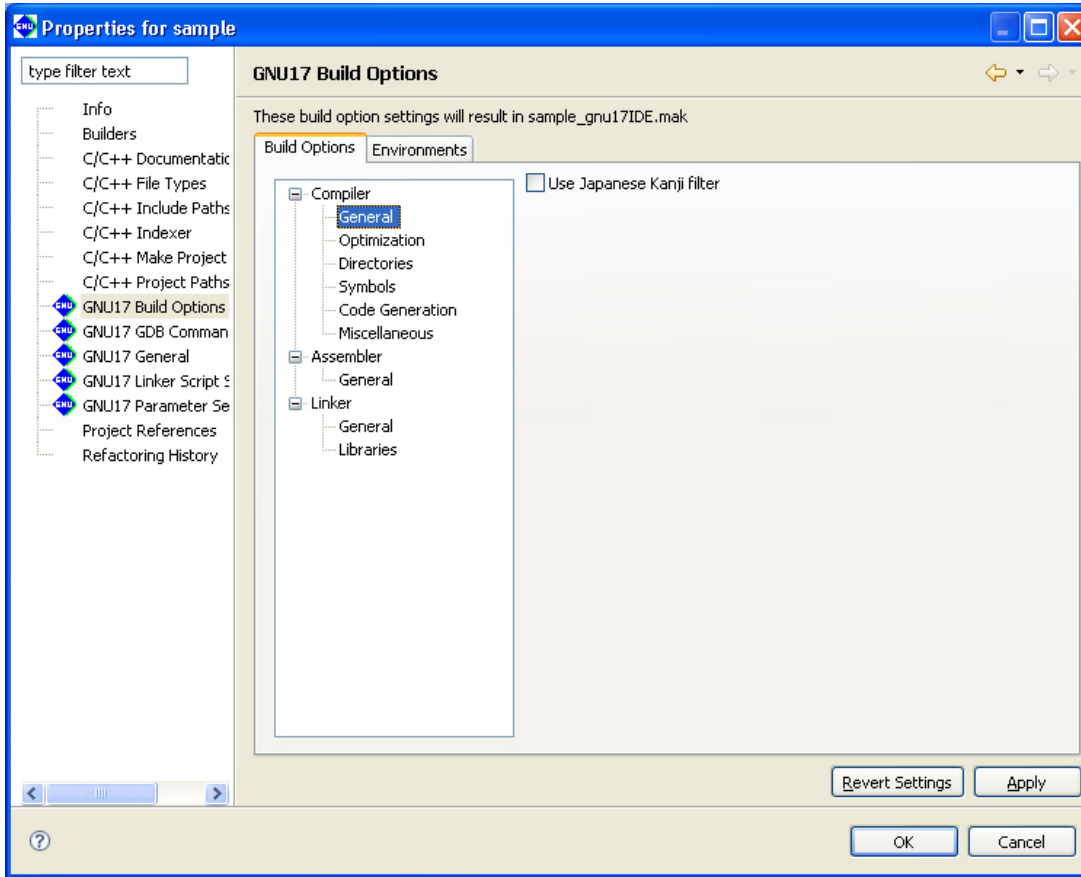 Properties for sample
type filter text
Info
Builders
C/C++ Documentatic
C/C++ File Types
C/C++ Include Paths
C/C++ Indexer
C/C++ Make Project
C/C++ Project Paths
GNU17 Build Options
GNU17 GDB Comman
GNU17 General
GNU17 Linker Script S
GNU17 Parameter Se
Project References
Refactoring History
GNU17 Build Options
These build option settings will result in sample_gnu17IDE.mak
Build Options Environments
Compiler
General
Optimization
Directories
Symbols
Code Generation
Miscellaneous
Assembler
General
Linker
General
Libraries
Use Japanese Kanji filter
Revert Settings Apply
OK Cancel